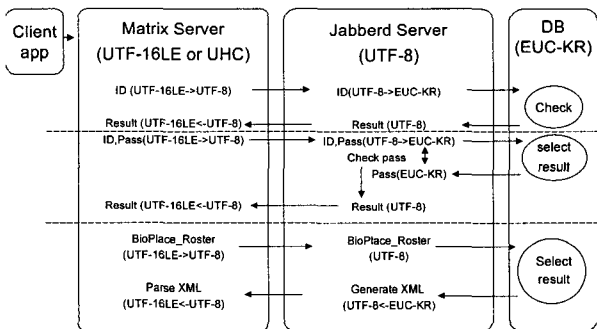 Client
app
Matrix Server
(UTF-16LE or UHC)
Jabberd Server
(UTF-8)
DB
(EUC-KR)
ID (UTF-16LE->UTF-8)
ID(UTF-8->EUC-KR)
Check
Result (UTF-16LE<-UTF-8)
Result (UTF-8)
ID,Pass(UTF-16LE->UTF-8)
ID,Pass(UTF-8->EUC-KR)
select
result
Check pass
Pass(EUC-KR)
Result (UTF-16LE<-UTF-8)
Result (UTF-8)
BioPlace_Roster
(UTF-16LE->UTF-8)
BioPlace_Roster
(UTF-8)
Select
result
Parse XML
(UTF-16LE<-UTF-8)
Generate XML
(UTF-8<-EUC-KR)